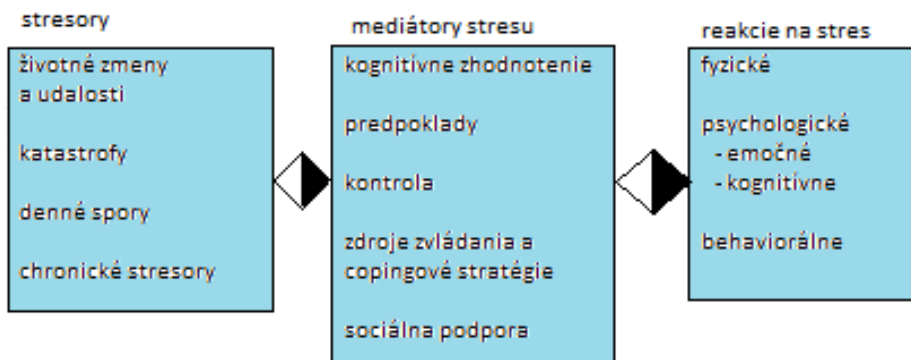 stresory
životné zmeny
a udalosti
katastrofy
denné spory
chronické stresory
mediátory stresu
kognitívne zhodnotenie
predpoklady
kontrola
zdroje zvládania a
copingové stratégie
sociálna podpora
reakcie na stres
fyzické
psychologické
- emočné
- kognitívne
behaviorálne